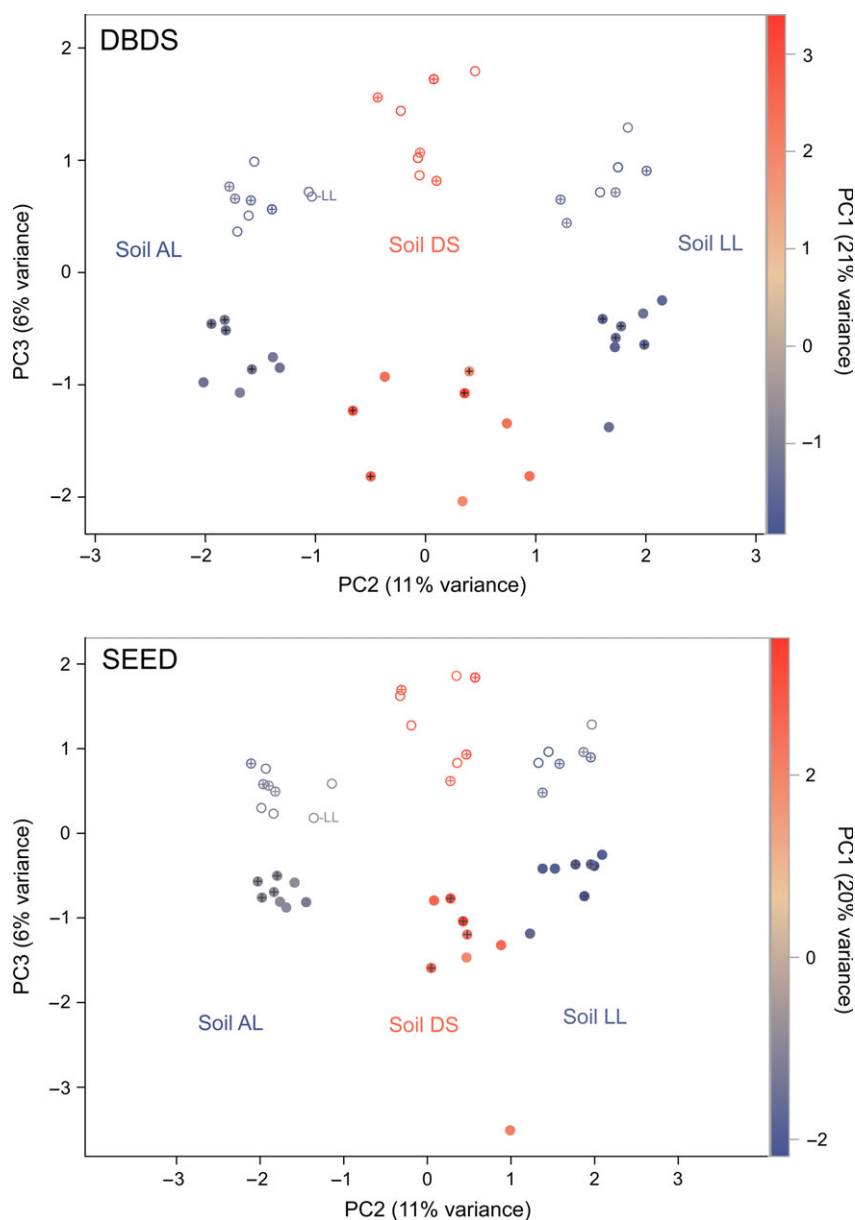 DBDS
2
1
0
−1
−2
PC3 (6% variance)
-LL
Soil AL
Soil DS
Soil LL
−3
−2
−1
0
1
2
3
PC2 (11% variance)
3
2
1
0
−1
PC1 (21% variance)
SEED
2
1
0
−1
−2
−3
PC3 (6% variance)
-LL
Soil AL
Soil DS
Soil LL
−3
−2
−1
0
1
2
3
PC2 (11% variance)
2
0
−2
PC1 (20% variance)